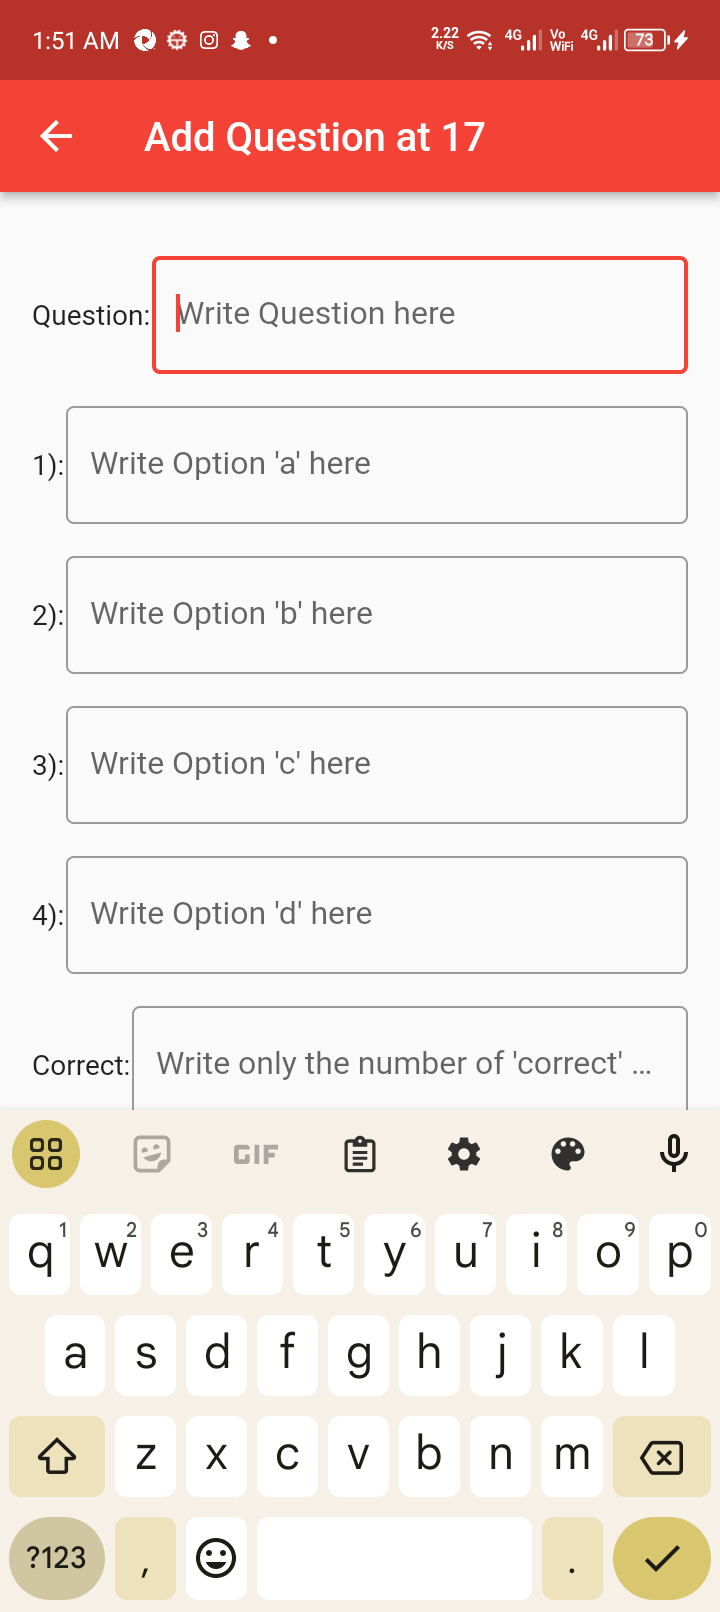 1:51 AM 2.22 K/S 4G Vo WiFi 4G 73
Add Question at 17
Question: Write Question here
1): Write Option 'a' here
2): Write Option 'b' here
3): Write Option 'c' here
4): Write Option 'd' here
Correct: Write only the number of 'correct' ...
GIF
q 1 w 2 e 3 r 4 t 5 y 6 u 7 i 8 o 9 p 0
a s d f g h j k l
z x c v b n m
?123 , .